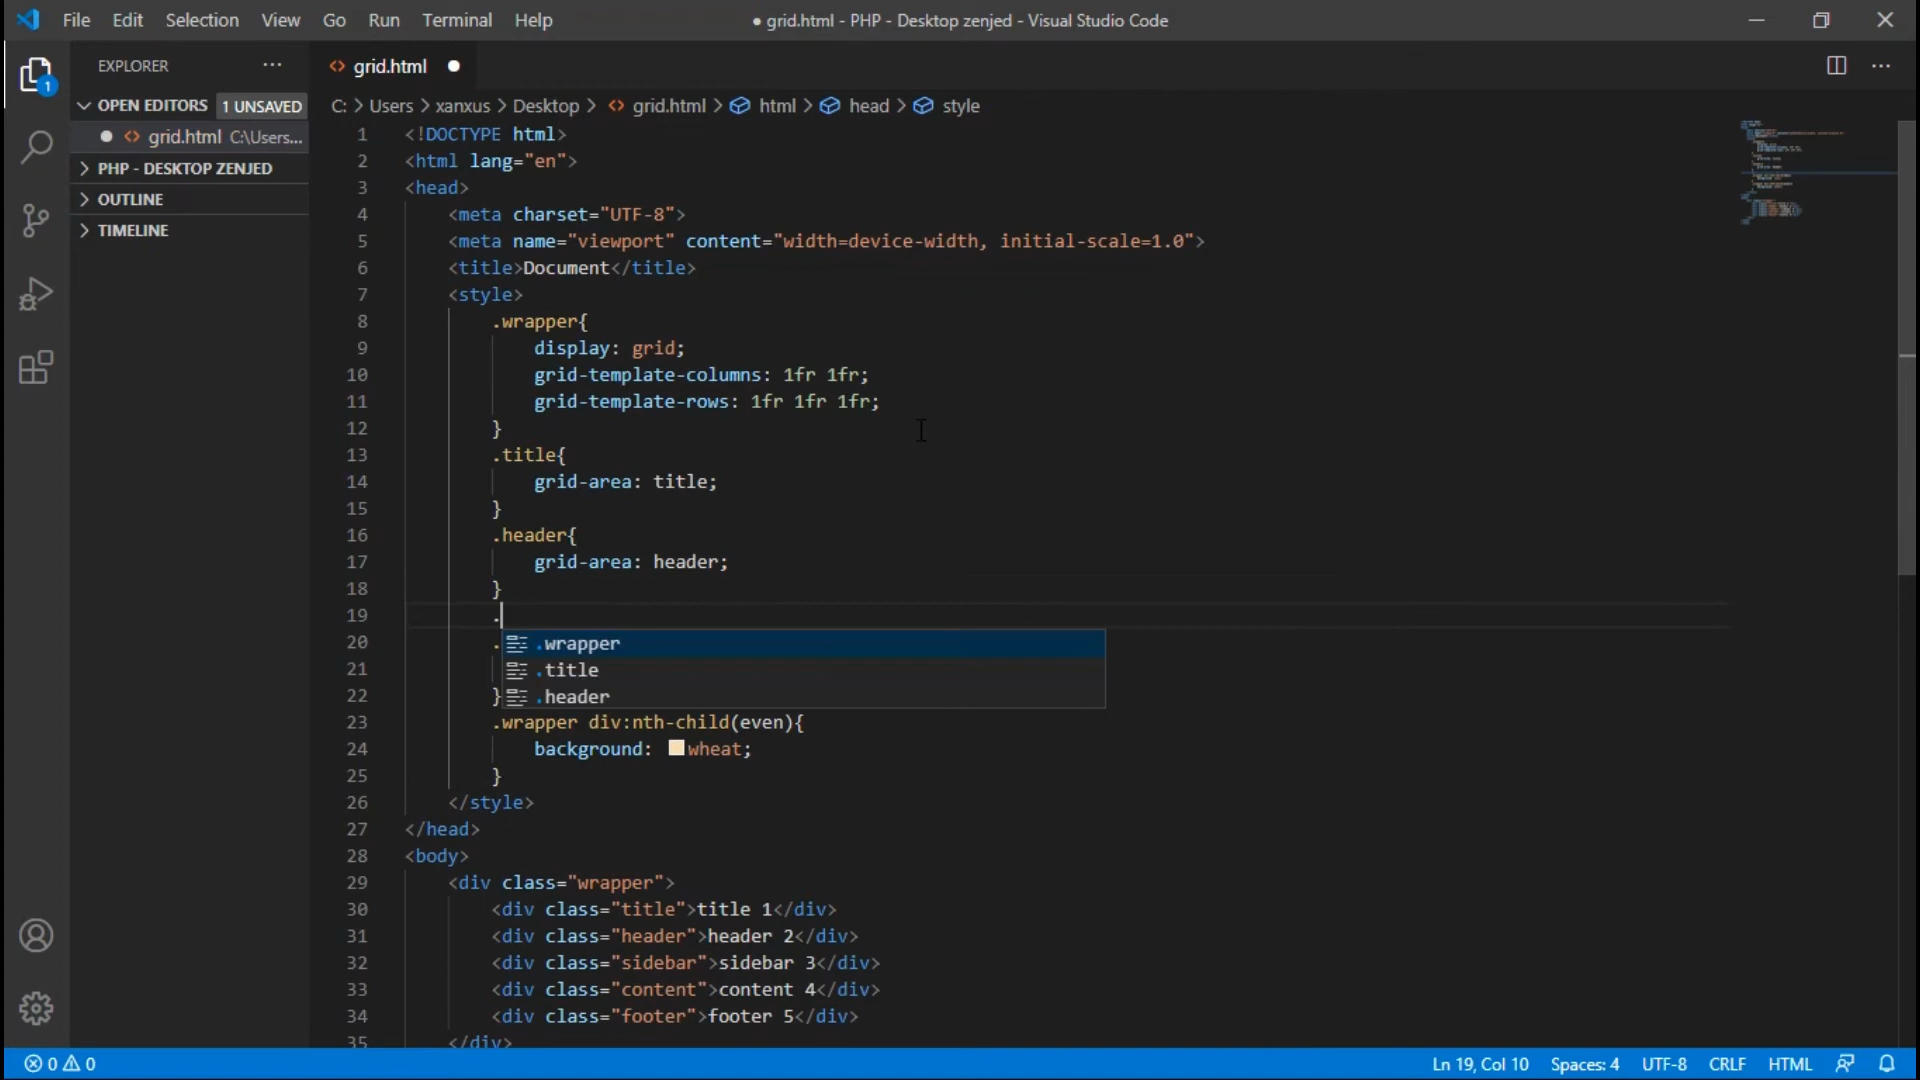 File Edit Selection View Go Run Terminal Help
● grid.html - PHP - Desktop zenjed - Visual Studio Code
EXPLORER
grid.html
OPEN EDITORS 1 UNSAVED
C: > Users > xanxus > Desktop > grid.html > html > head > style
grid.html C:\Users...
PHP - DESKTOP ZENJED
OUTLINE
TIMELINE
1
1 <!DOCTYPE html>
2 <html lang="en">
3 <head>
4 <meta charset="UTF-8">
5 <meta name="viewport" content="width=device-width, initial-scale=1.0">
6 <title>Document</title>
7 <style>
8 .wrapper{
9 display: grid;
10 grid-template-columns: 1fr 1fr;
11 grid-template-rows: 1fr 1fr 1fr;
12 }
13 .title{
14 grid-area: title;
15 }
16 .header{
17 grid-area: header;
18 }
19 .
20 .
.wrapper
21
.title
22 }
.header
23 .wrapper div:nth-child(even){
24 background: wheat;
25 }
26 </style>
27 </head>
28 <body>
29 <div class="wrapper">
30 <div class="title">title 1</div>
31 <div class="header">header 2</div>
32 <div class="sidebar">sidebar 3</div>
33 <div class="content">content 4</div>
34 <div class="footer">footer 5</div>
35 </div>
0 0
Ln 19, Col 10 Spaces: 4 UTF-8 CRLF HTML